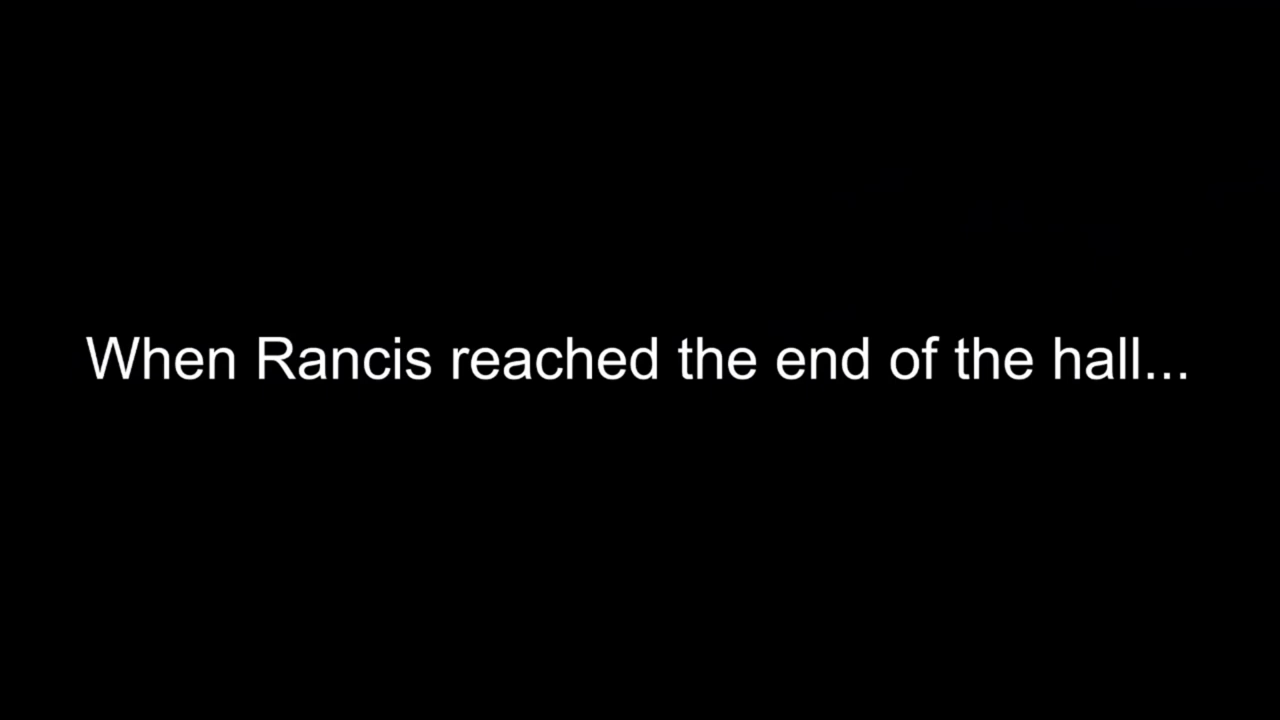 When Rancis reached the end of the hall...